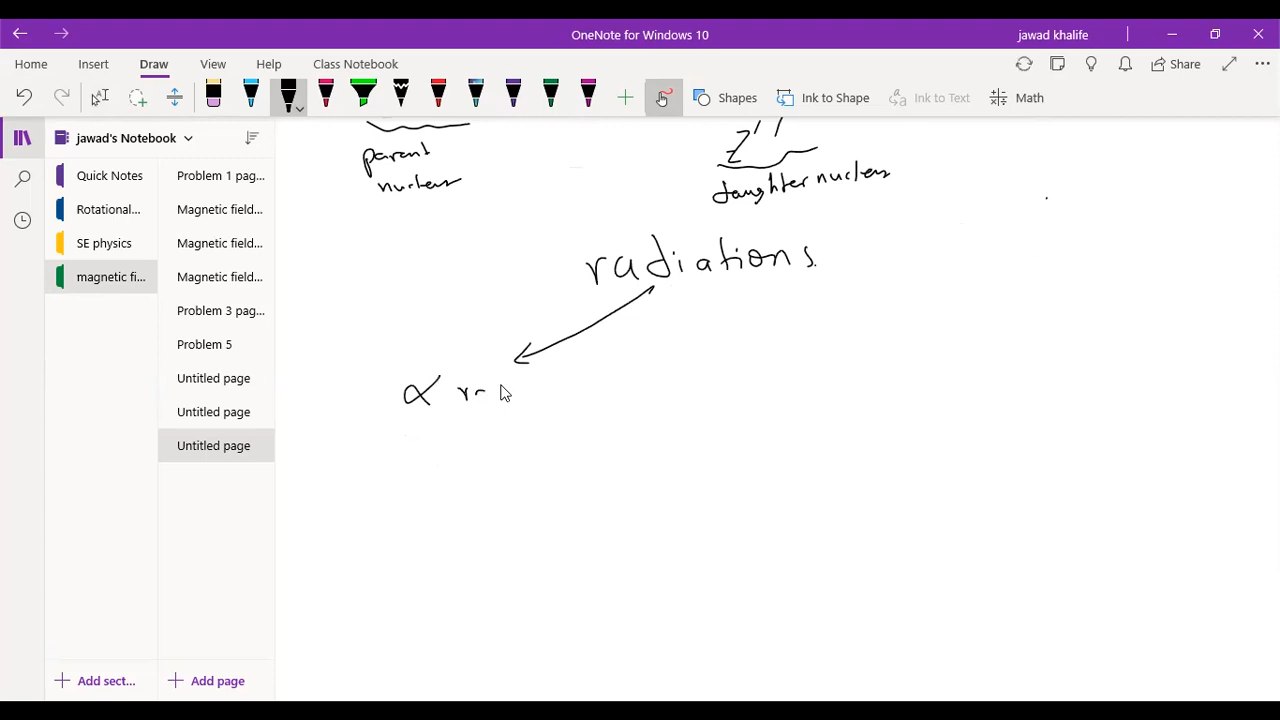 OneNote for Windows 10
jawad khalife
Home Insert Draw View Help Class Notebook
Share
Shapes Ink to Shape Ink to Text Math
jawad's Notebook
Quick Notes
Rotational...
SE physics
magnetic fi...
Problem 1 pag...
Magnetic field...
Magnetic field...
Magnetic field...
Problem 3 pag...
Problem 5
Untitled page
Untitled page
Untitled page
Add sect...
Add page
parent
nucleus
Z''
daughter nucleus
radiations
∝ r